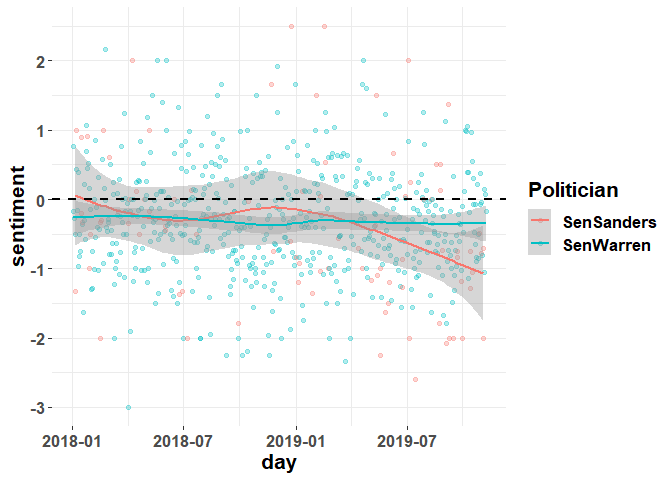 2
1
0
-1
-2
-3
sentiment
2018-01 2018-07 2019-01 2019-07
day
Politician
SenSanders
SenWarren